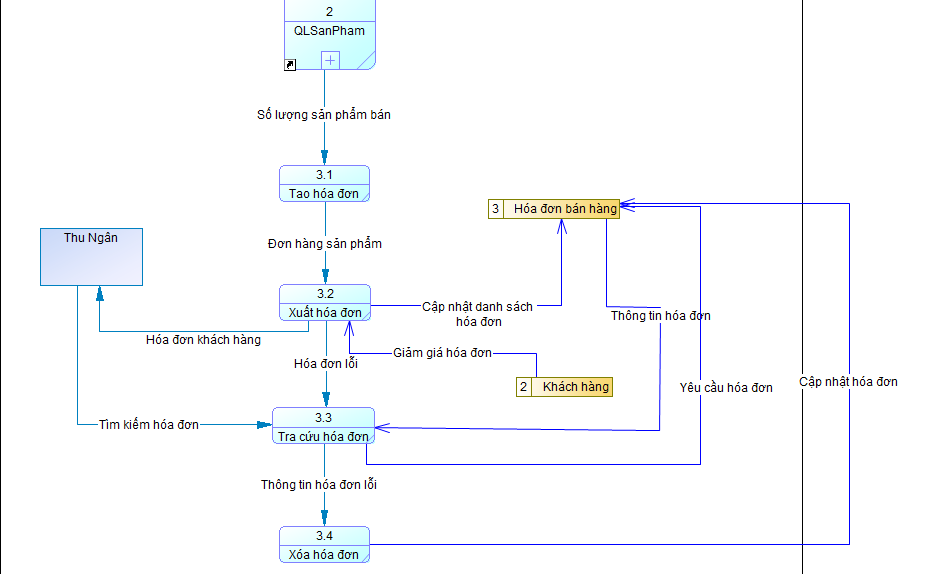 2
QLSanPham
Số lượng sản phẩm bán
3.1
Tao hóa đơn
3 Hóa đơn bán hàng
Thu Ngân
Đơn hàng sản phẩm
3.2
Xuất hóa đơn
Cập nhật danh sách
hóa đơn
Thông tin hóa đơn
Hóa đơn khách hàng
Giảm giá hóa đơn
Hóa đơn lỗi
2 Khách hàng
Yêu cầu hóa đơn
Cập nhật hóa đơn
3.3
Tìm kiếm hóa đơn
Tra cứu hóa đơn
Thông tin hóa đơn lỗi
3.4
Xóa hóa đơn